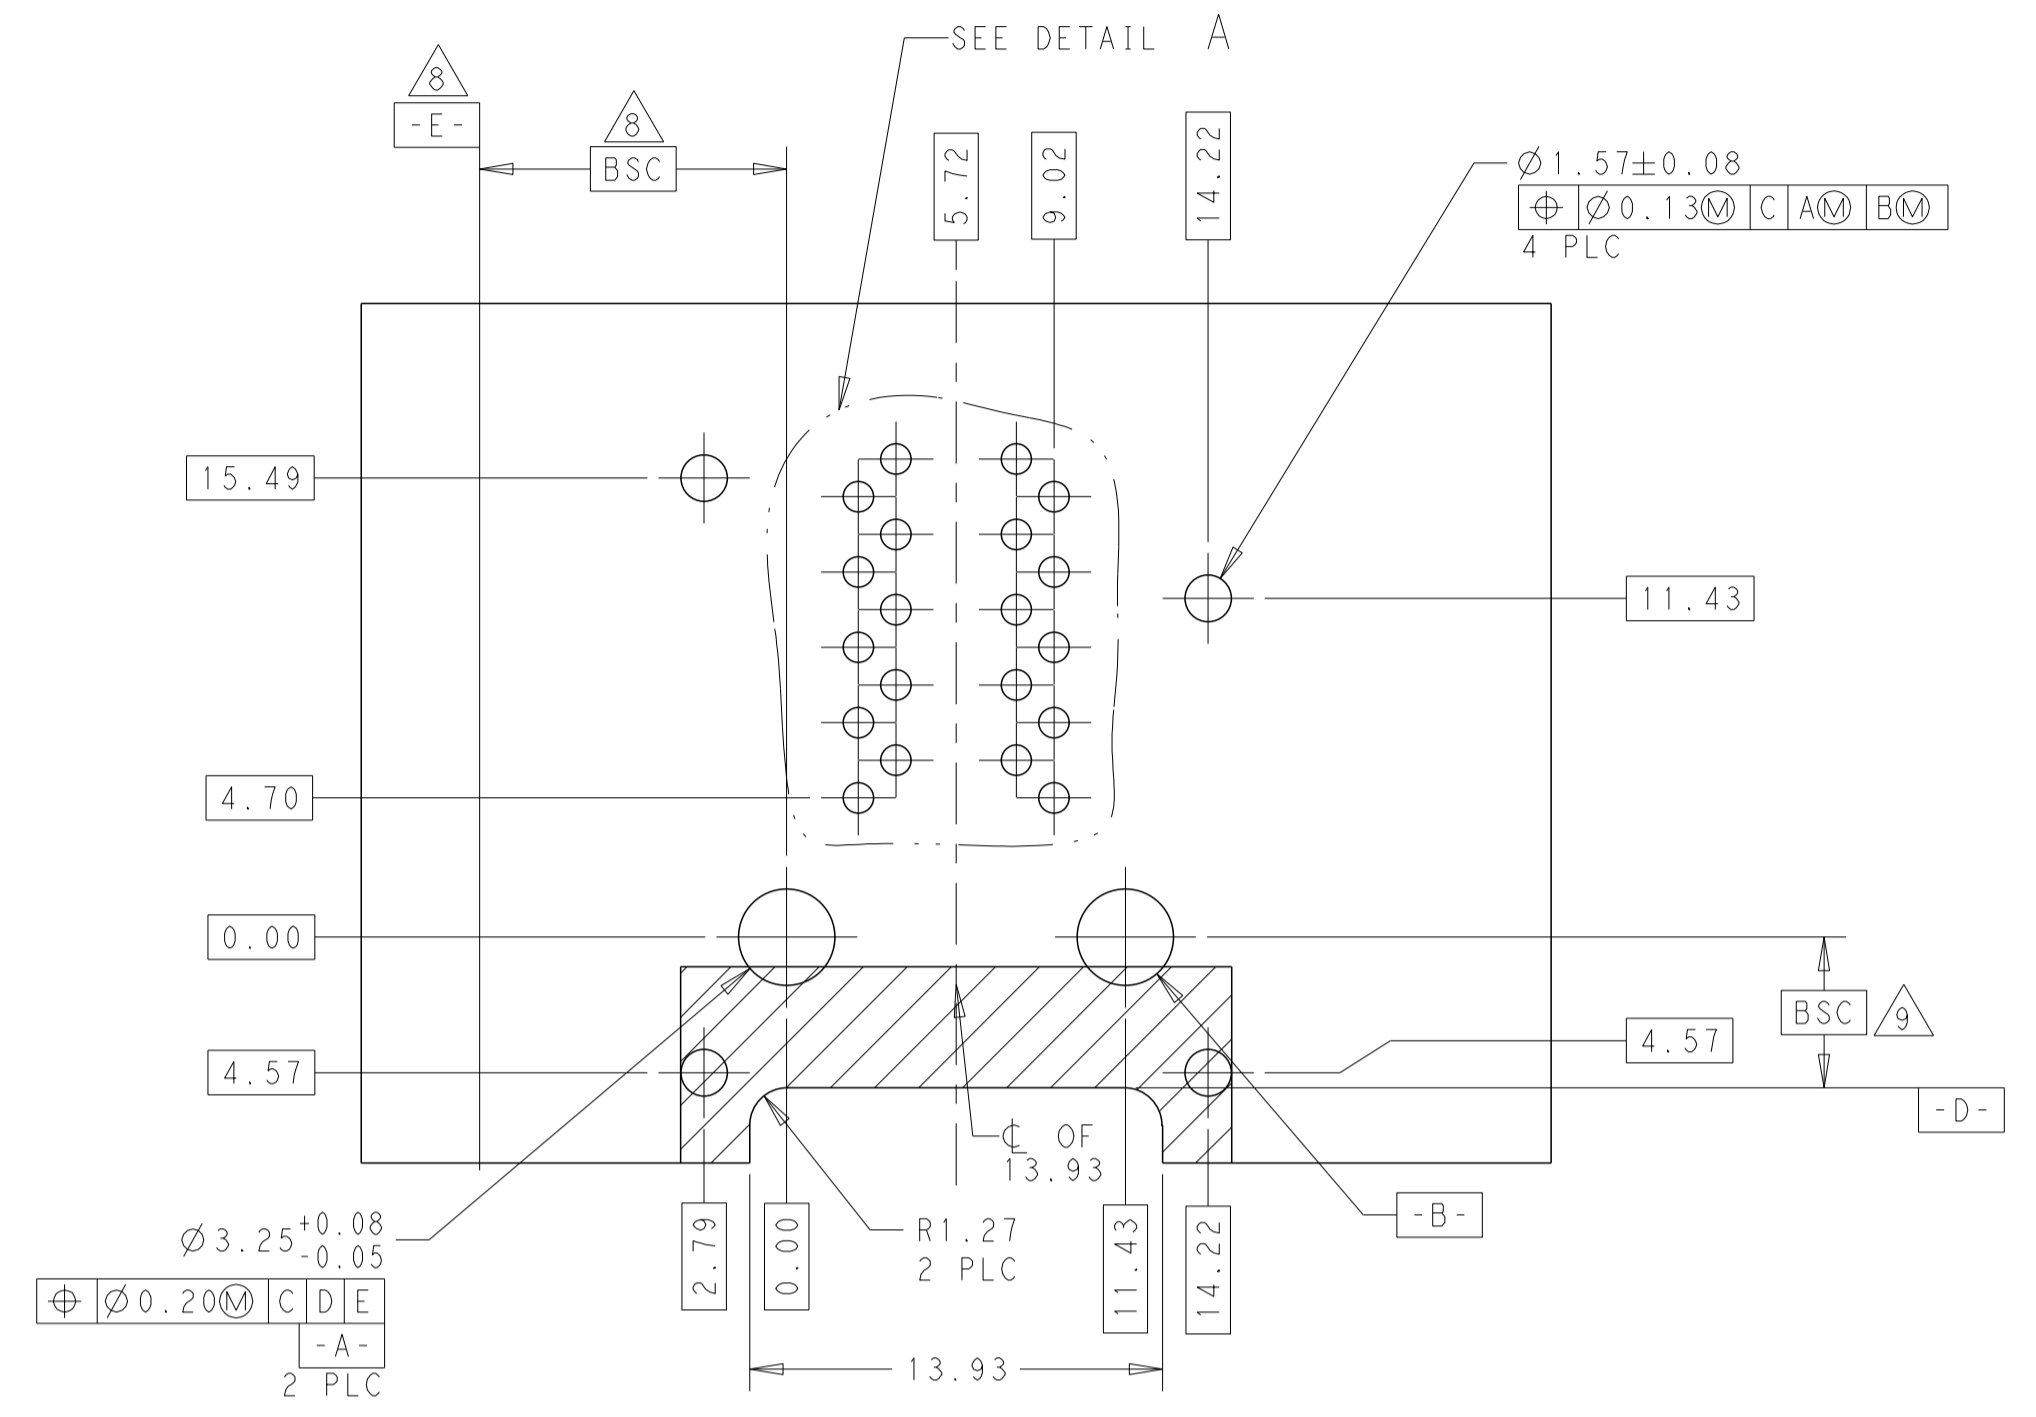 SEE DETAIL A
8
-E-
8
BSC
5.72
9.02
14.22
Ø1.57±0.08
⌖ Ø0.13Ⓜ C AⓂ BⓂ
4 PLC
15.49
11.43
4.70
0.00
BSC 9
4.57
4.57
-D-
℄ OF
13.93
2.79
0.00
R1.27
2 PLC
11.43
14.22
-B-
Ø3.25 +0.08
-0.05
⌖ Ø0.20Ⓜ C D E
-A-
2 PLC
13.93